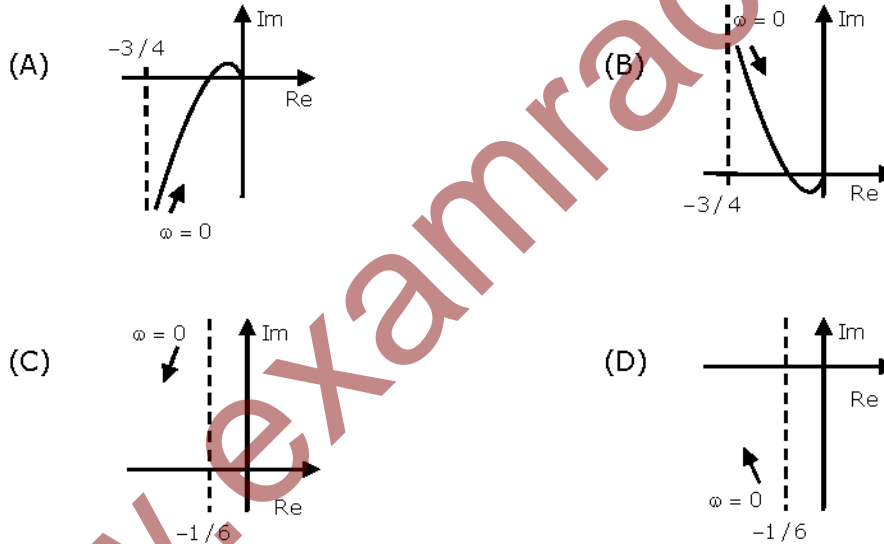 (A)
−3/4
Im
Re
ω = 0
(B)
ω = 0
Im
−3/4
Re
(C)
ω = 0
Im
Re
−1/6
(D)
Im
Re
ω = 0
−1/6
.examrac